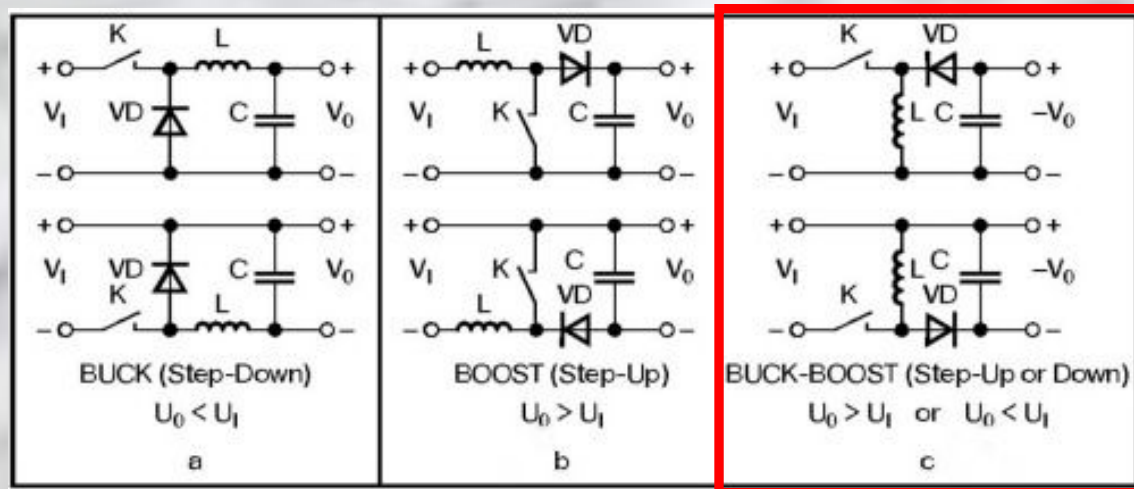 K L
+ +
V_I VD C V_0
− −
+ +
V_I VD C V_0
K L
− −
BUCK (Step-Down)
U_0 < U_I
a
L VD
+ +
V_I K C V_0
− −
+ +
V_I K C V_0
L VD
− −
BOOST (Step-Up)
U_0 > U_I
b
K VD
+ +
V_I L C −V_0
− −
+ +
V_I L C −V_0
K VD
− −
BUCK-BOOST (Step-Up or Down)
U_0 > U_I or U_0 < U_I
c